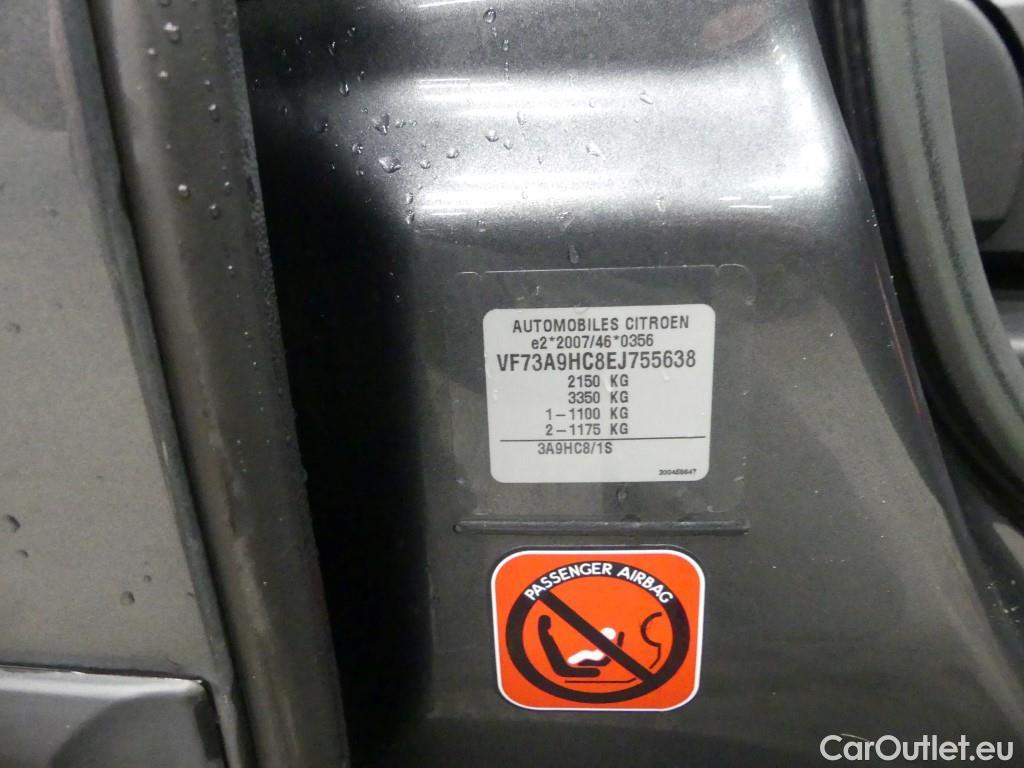 AUTOMOBILES CITROEN
e2*2007/46*0356
VF73A9HC8EJ755638
2150 KG
3350 KG
1-1100 KG
2-1175 KG
3A9HC8/1S
PASSENGER AIRBAG
CarOutlet.eu